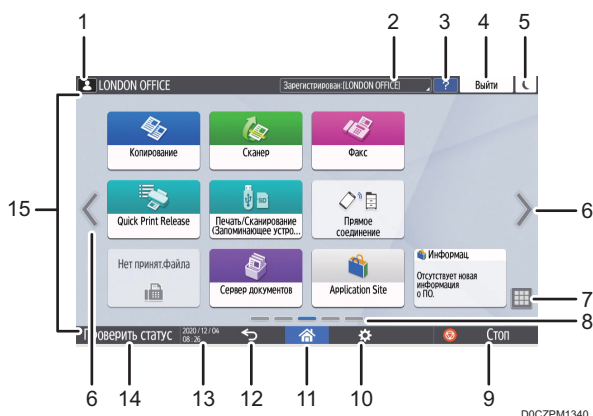 1
2
3
4
5
LONDON OFFICE
Зарегистрирован:[LONDON OFFICE]
?
Выйти
Копирование
Сканер
Факс
15
6
Quick Print Release
SD
Печать/Сканирование
(Запоминающее устро...
Прямое
соединение
Нет принят.файла
Сервер документов
Application Site
Информац.
Отсутствует новая
информация
о ПО.
7
8
Проверить статус
2020/12/04
08:26
Стоп
6
14
13
12
11
10
9
D0CZPM1340